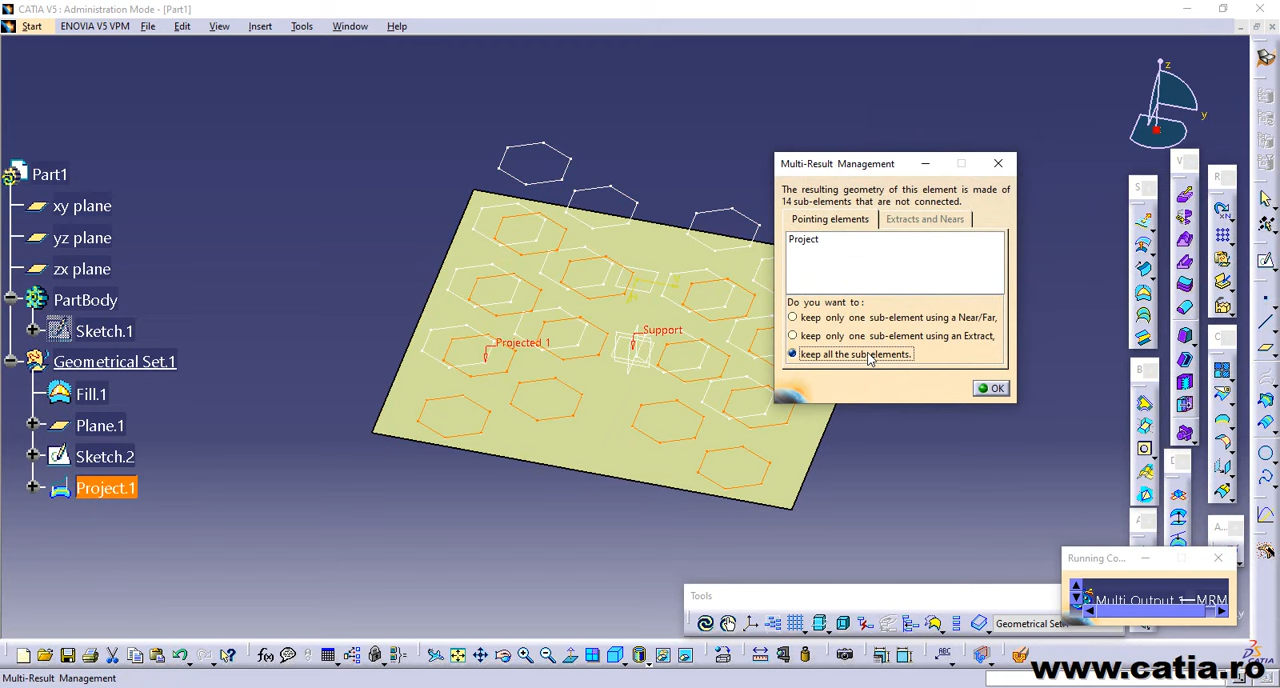 CATIA V5 : Administration Mode - [Part1]
Start ENOVIA V5 VPM File Edit View Insert Tools Window Help
z
y
Part1
xy plane
yz plane
zx plane
PartBody
Sketch.1
Geometrical Set.1
Fill.1
Plane.1
Sketch.2
Project.1
Projected 1
Support
Multi-Result Management
The resulting geometry of this element is made of
14 sub-elements that are not connected.
Pointing elements Extracts and Nears
Project
Do you want to :
keep only one sub-element using a Near/Far,
keep only one sub-element using an Extract,
keep all the sub-elements.
OK
S
V
R
B
C
D
A
A...
Running Co...
Multi Output
MRM
Tools
Geometrical Set
f(x)
ABC
www.catia.ro
CATIA
Multi-Result Management